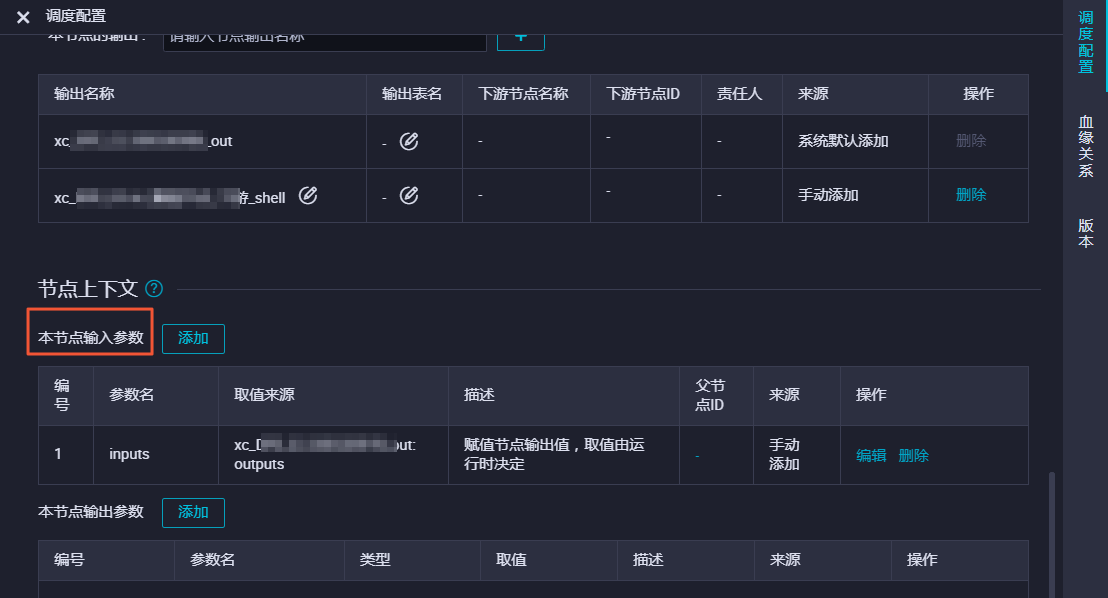 调度配置
本节点的输出： 请输入节点输出名称 +
输出名称 输出表名 下游节点名称 下游节点ID 责任人 来源 操作
xc_ _out - - - - 系统默认添加 删除
xc_ _shell - - - - 手动添加 删除
节点上下文 ?
本节点输入参数 添加
编号 参数名 取值来源 描述 父节点ID 来源 操作
1 inputs xc_ out: outputs 赋值节点输出值，取值由运行时决定 - 手动添加 编辑 删除
本节点输出参数 添加
编号 参数名 类型 取值 描述 来源 操作
调度配置
血缘关系
版本